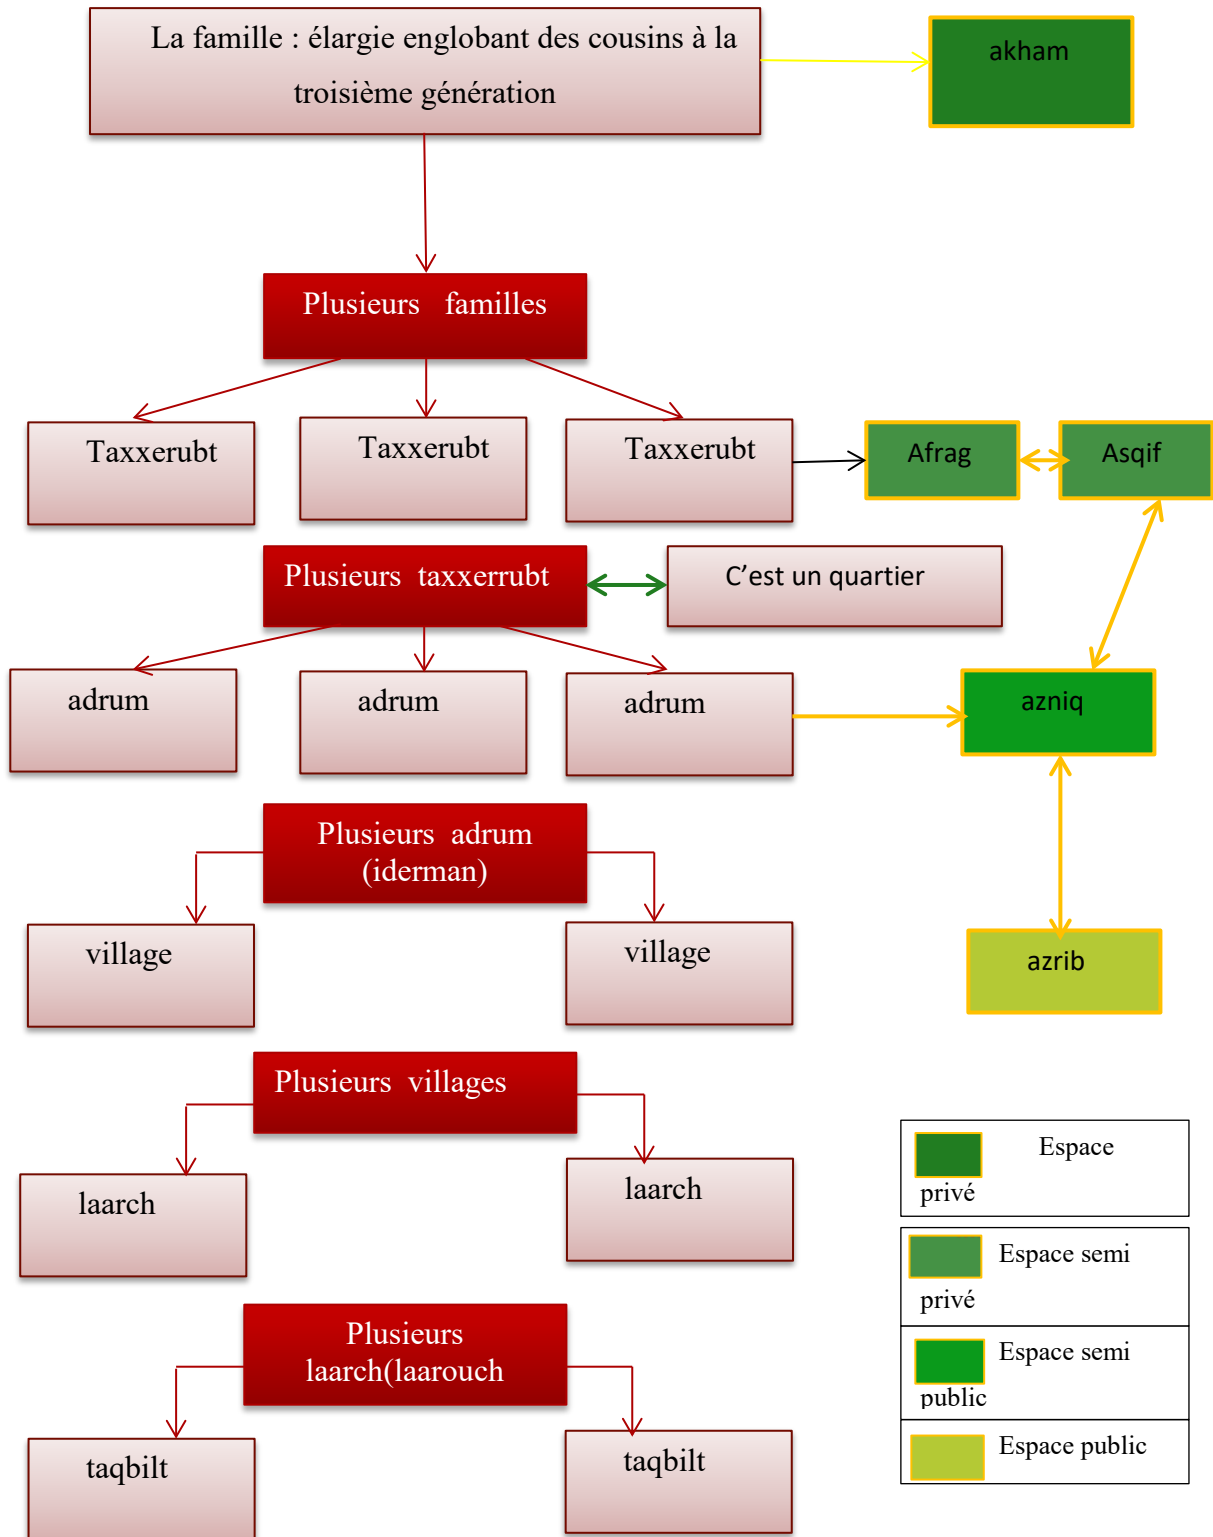 La famille : élargie englobant des cousins à la
troisième génération
akham
Plusieurs familles
Taxxerubt
Taxxerubt
Taxxerubt
Afrag
Asqif
Plusieurs taxxerrubt
C’est un quartier
adrum
adrum
adrum
azniq
Plusieurs adrum
(iderman)
village
village
azrib
Plusieurs villages
laarch
laarch
Espace
privé
Espace semi
privé
Espace semi
public
Espace public
Plusieurs
laarch(laarouch
taqbilt
taqbilt